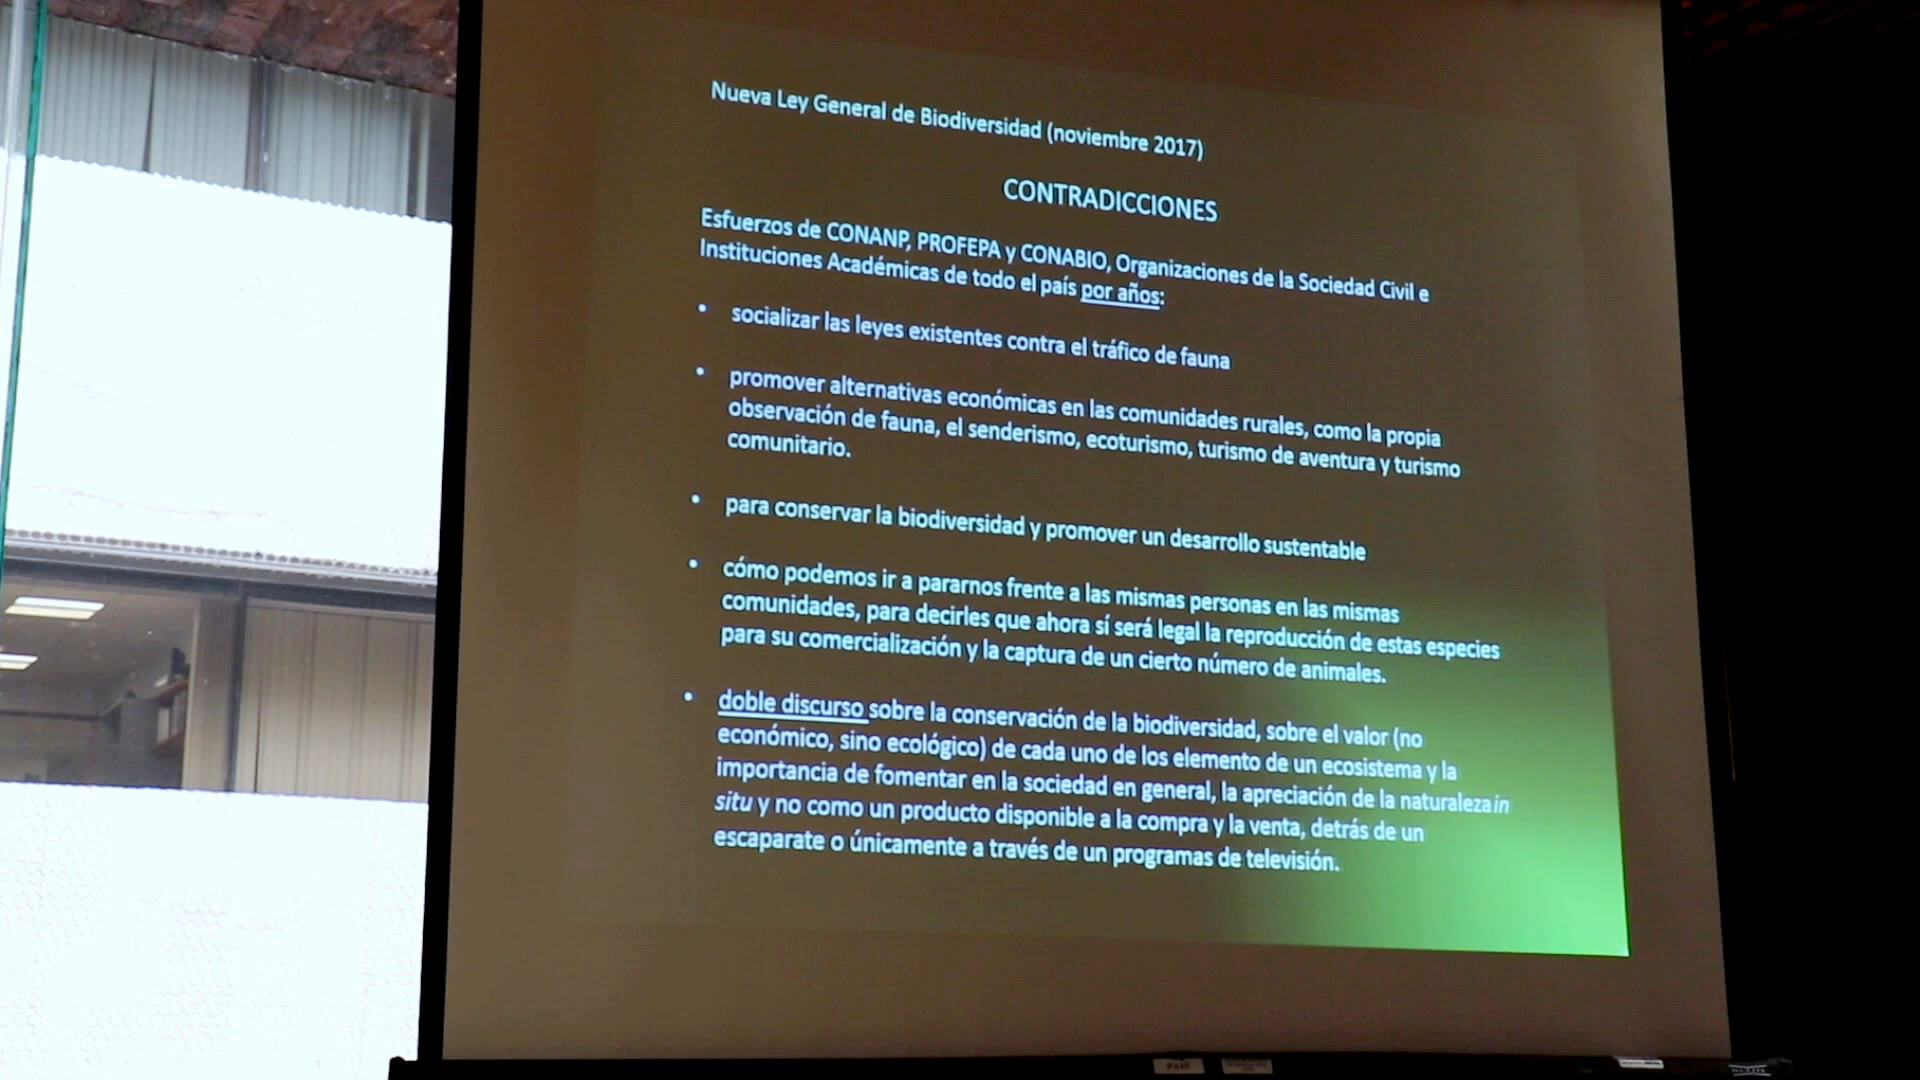 Nueva Ley General de Biodiversidad (noviembre 2017)
CONTRADICCIONES
Esfuerzos de CONANP, PROFEPA y CONABIO, Organizaciones de la Sociedad Civil e
Instituciones Académicas de todo el país por años:
• socializar las leyes existentes contra el tráfico de fauna
• promover alternativas económicas en las comunidades rurales, como la propia
observación de fauna, el senderismo, ecoturismo, turismo de aventura y turismo
comunitario.
• para conservar la biodiversidad y promover un desarrollo sustentable
• cómo podemos ir a pararnos frente a las mismas personas en las mismas
comunidades, para decirles que ahora sí será legal la reproducción de estas especies
para su comercialización y la captura de un cierto número de animales.
• doble discurso sobre la conservación de la biodiversidad, sobre el valor (no
económico, sino ecológico) de cada uno de los elemento de un ecosistema y la
importancia de fomentar en la sociedad en general, la apreciación de la naturaleza in
situ y no como un producto disponible a la compra y la venta, detrás de un
escaparate o únicamente a través de un programas de televisión.